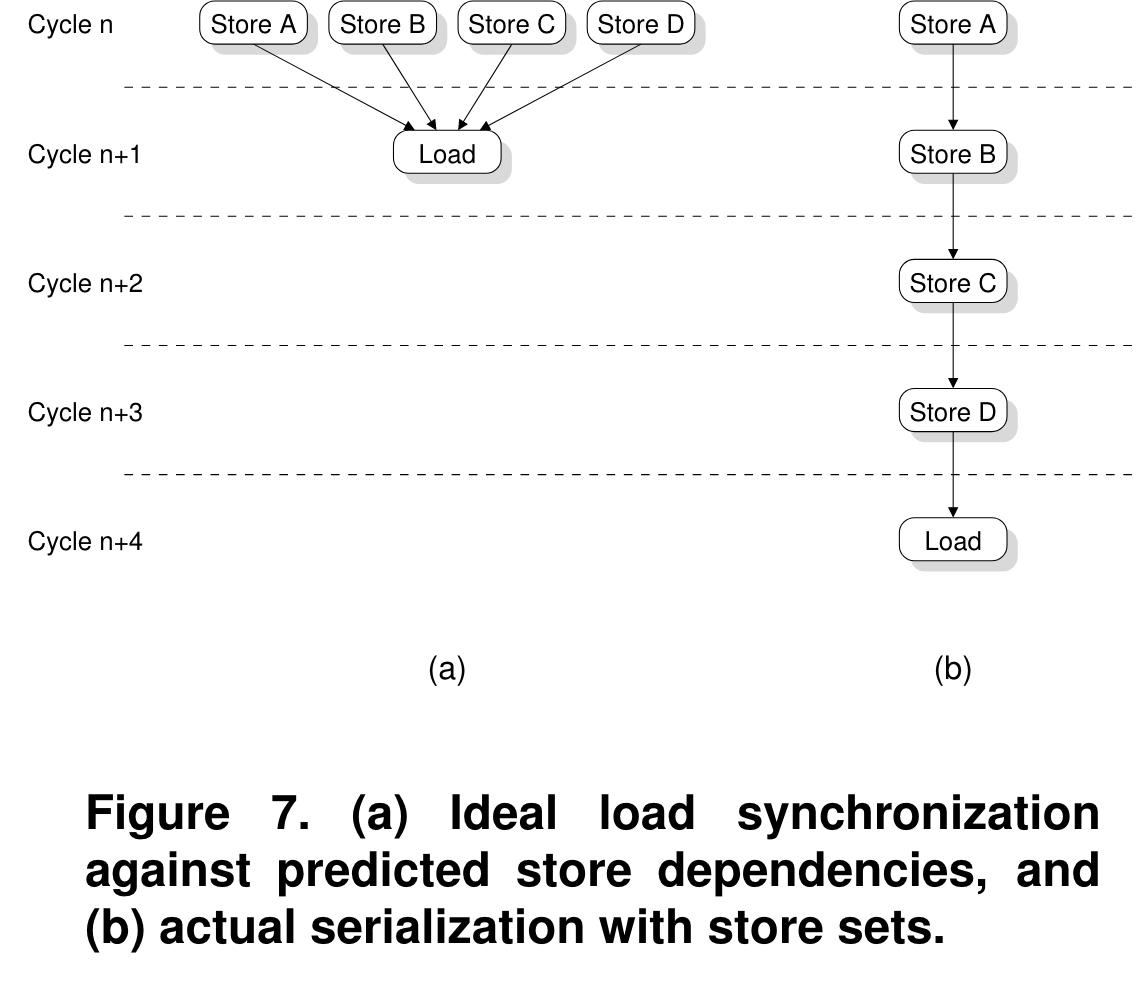 Cycle n Store A Store B Store C Store D Store A
Cycle n+1 Load Store B
Cycle n+2 Store C
Cycle n+3 Store D
Cycle n+4 Load
(a) (b)
Figure 7. (a) Ideal load synchronization
against predicted store dependencies, and
(b) actual serialization with store sets.